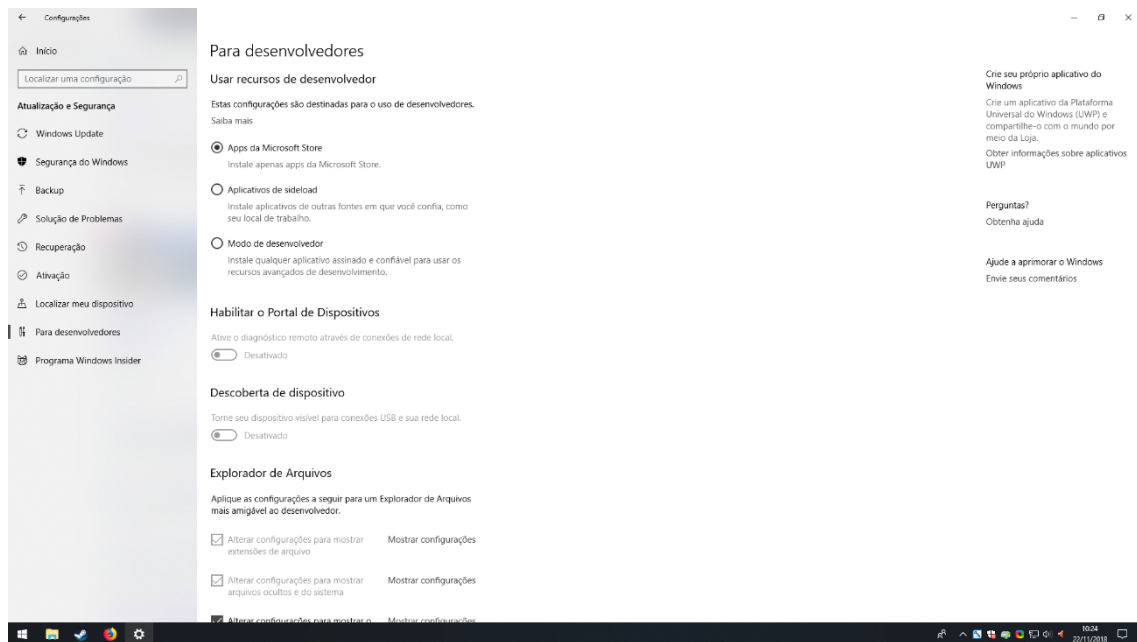 Configurações
Início
Localizar uma configuração
Atualização e Segurança
Windows Update
Segurança do Windows
Backup
Solução de Problemas
Recuperação
Ativação
Localizar meu dispositivo
Para desenvolvedores
Programa Windows Insider
Para desenvolvedores
Usar recursos de desenvolvedor
Estas configurações são destinadas para o uso de desenvolvedores.
Saiba mais
Apps da Microsoft Store
Instale apenas apps da Microsoft Store.
Aplicativos de sideload
Instale aplicativos de outras fontes em que você confia, como
seu local de trabalho.
Modo de desenvolvedor
Instale qualquer aplicativo assinado e confiável para usar os
recursos avançados de desenvolvimento.
Habilitar o Portal de Dispositivos
Ative o diagnóstico remoto através de conexões de rede local.
Desativado
Descoberta de dispositivo
Torne seu dispositivo visível para conexões USB e sua rede local.
Desativado
Explorador de Arquivos
Aplique as configurações a seguir para um Explorador de Arquivos
mais amigável ao desenvolvedor.
Alterar configurações para mostrar
extensões de arquivo
Mostrar configurações
Alterar configurações para mostrar
arquivos ocultos e do sistema
Mostrar configurações
Alterar configurações para mostrar o
Mostrar configurações
Crie seu próprio aplicativo do
Windows
Crie um aplicativo da Plataforma
Universal do Windows (UWP) e
compartilhe-o com o mundo por
meio da Loja.
Obter informações sobre aplicativos
UWP
Perguntas?
Obtenha ajuda
Ajude a aprimorar o Windows
Envie seus comentários
10:24
22/11/2018